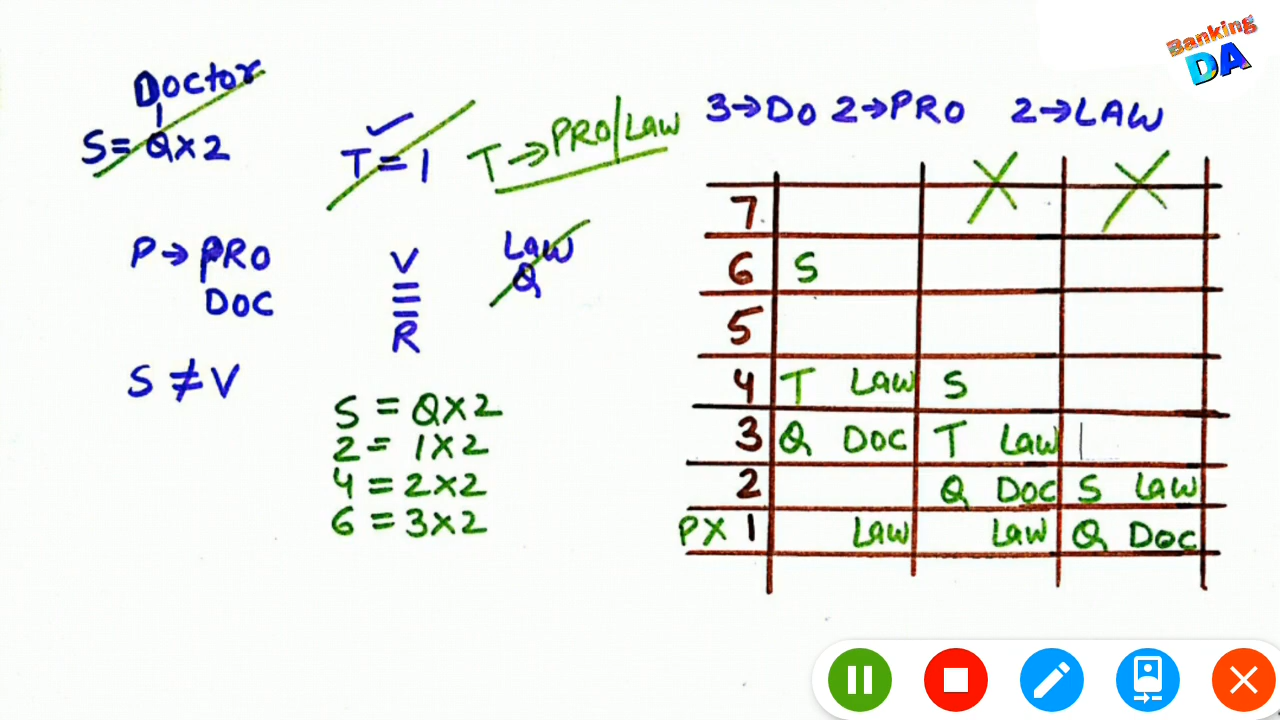 Banking
DA
Doctor
S = Q x 2
T = 1
T → PRO/LAW
3→DO 2→PRO 2→LAW
P → PRO
DOC
V
=
=
R
Law
Q
S ≠ V
S = Q x 2
2 = 1 x 2
4 = 2 x 2
6 = 3 x 2
7
6 S
5
4 T Law S
3 Q DOC T Law
2 Q DOC S Law
PX 1 Law Law Q DOC